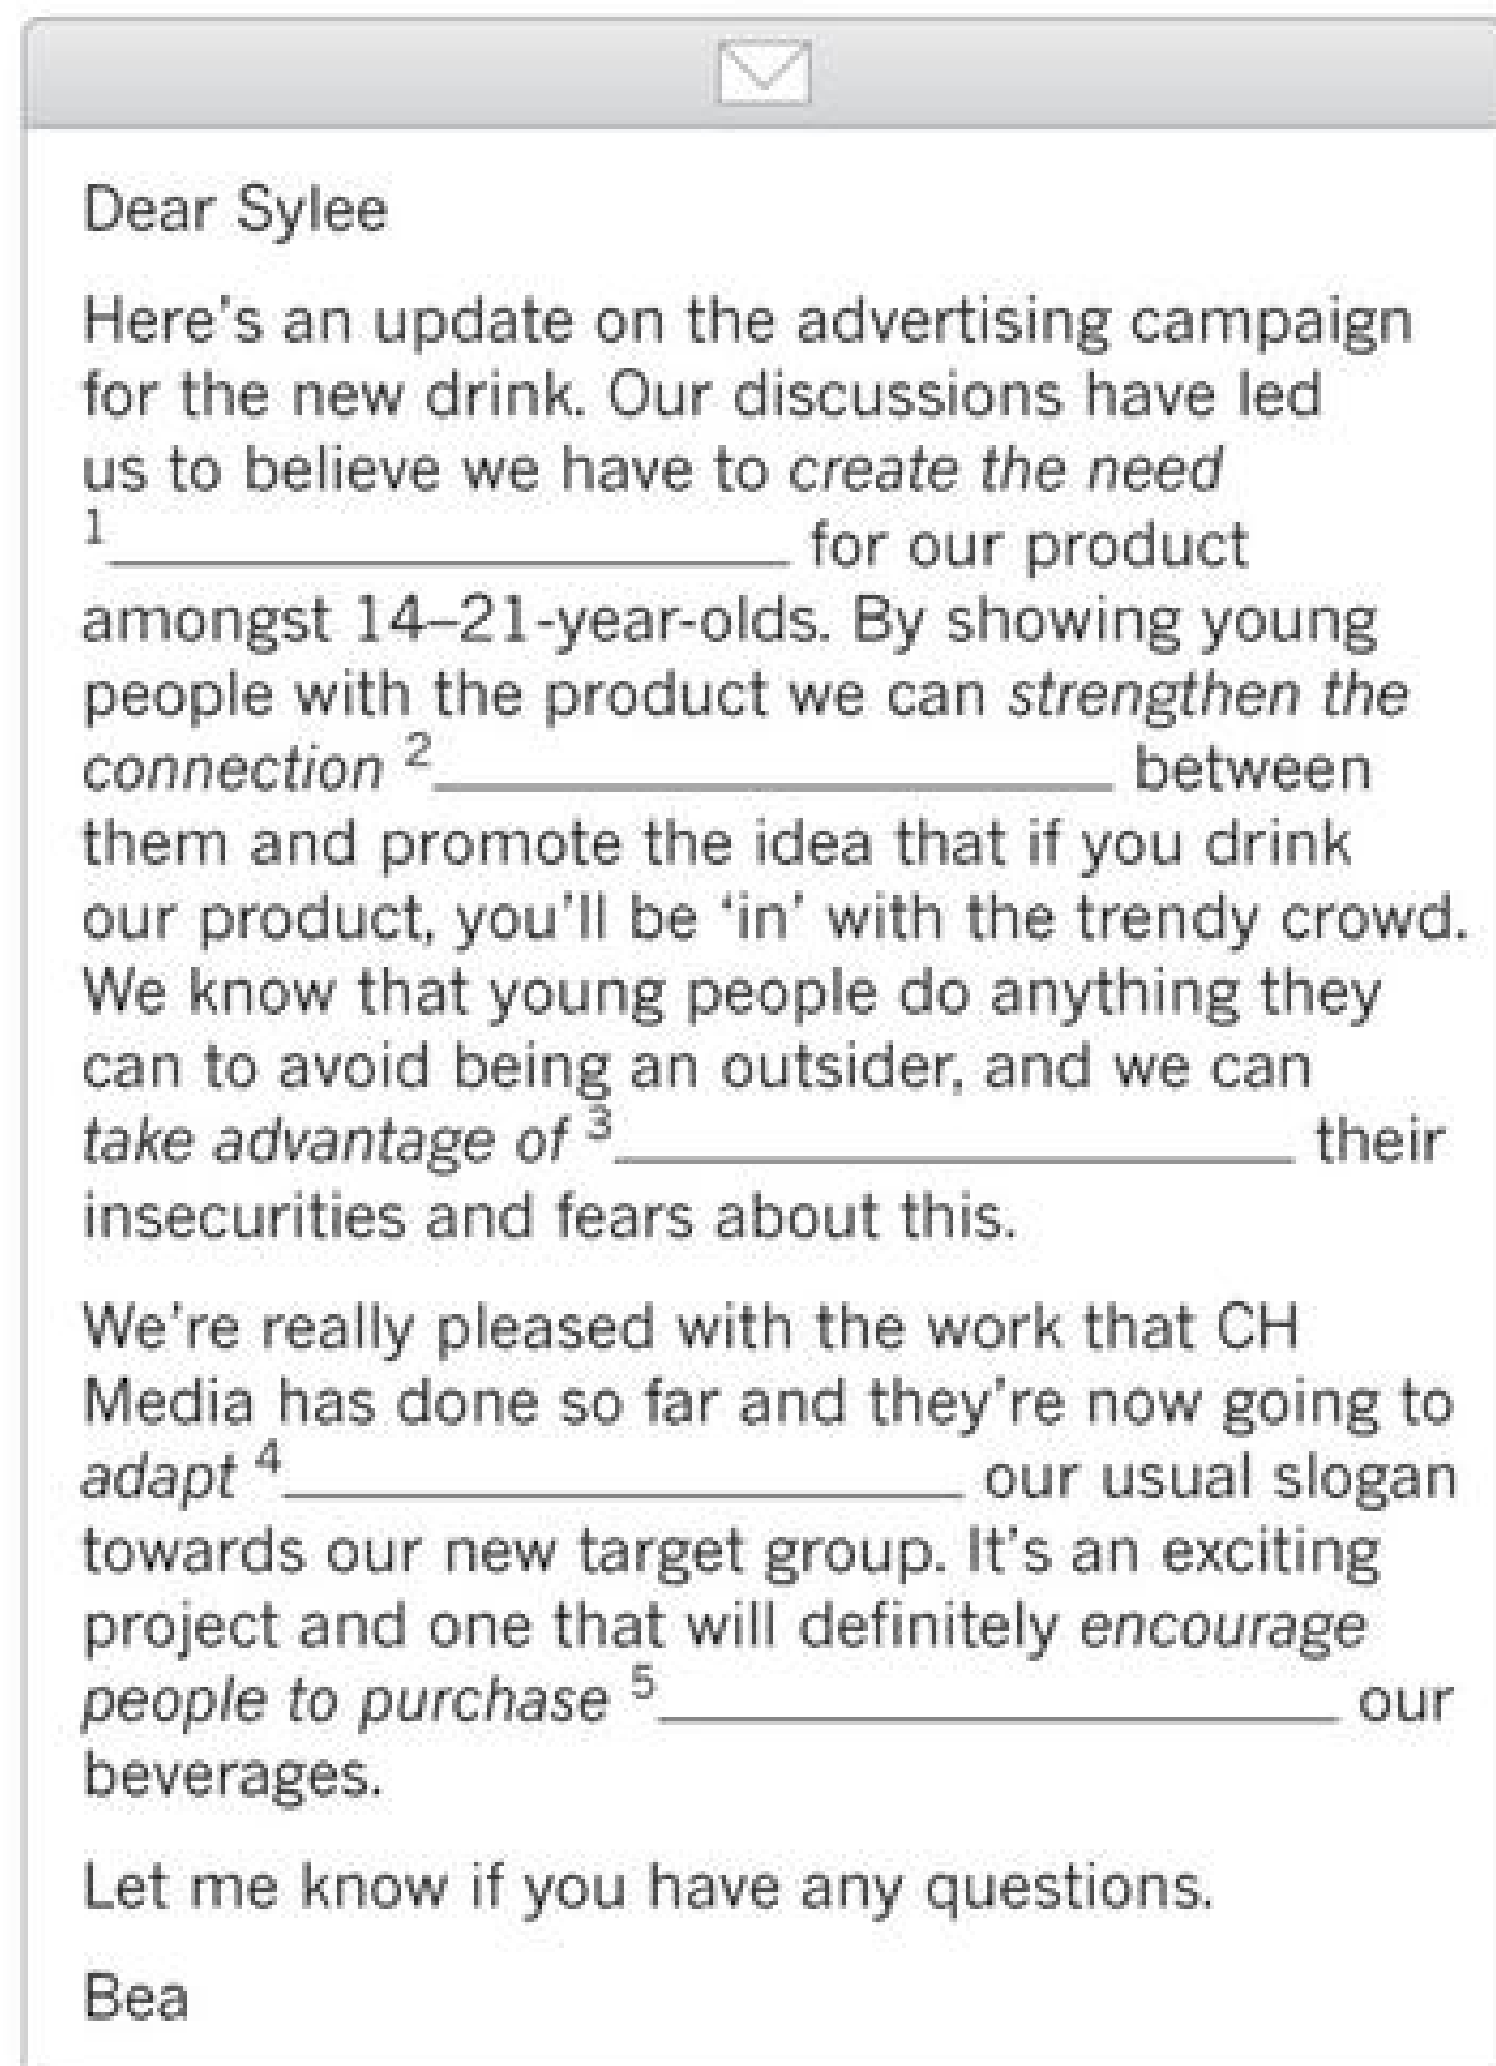 Dear Sylee
Here's an update on the advertising campaign
for the new drink. Our discussions have led
us to believe we have to create the need
1____________________ for our product
amongst 14–21-year-olds. By showing young
people with the product we can strengthen the
connection 2____________________ between
them and promote the idea that if you drink
our product, you'll be 'in' with the trendy crowd.
We know that young people do anything they
can to avoid being an outsider, and we can
take advantage of 3____________________ their
insecurities and fears about this.
We're really pleased with the work that CH
Media has done so far and they're now going to
adapt 4____________________ our usual slogan
towards our new target group. It's an exciting
project and one that will definitely encourage
people to purchase 5____________________ our
beverages.
Let me know if you have any questions.
Bea